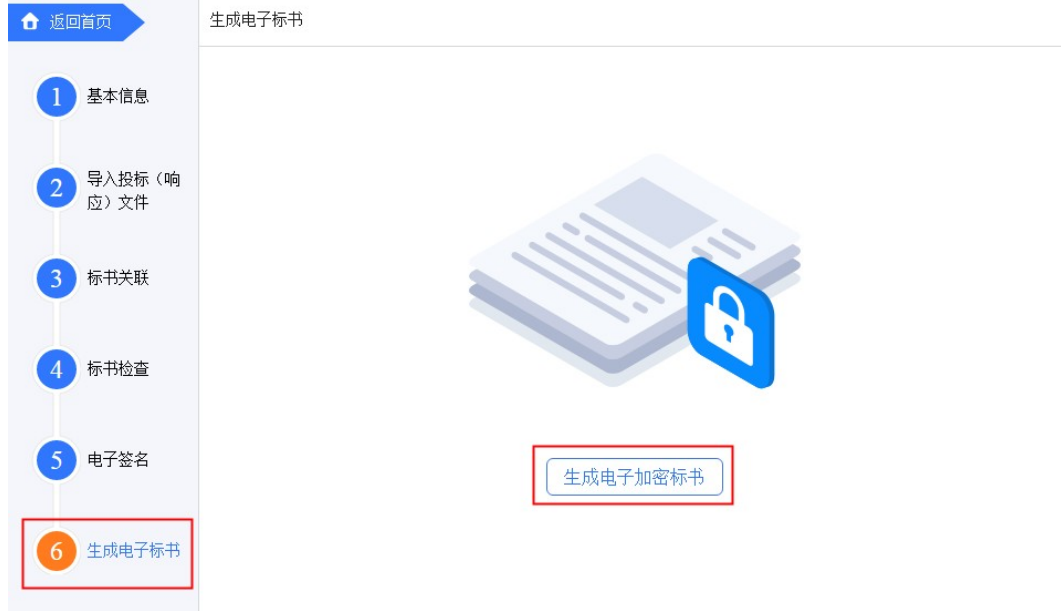 返回首页
生成电子标书
1
基本信息
2
导入投标（响
应）文件
3
标书关联
4
标书检查
5
电子签名
6
生成电子标书
生成电子加密标书